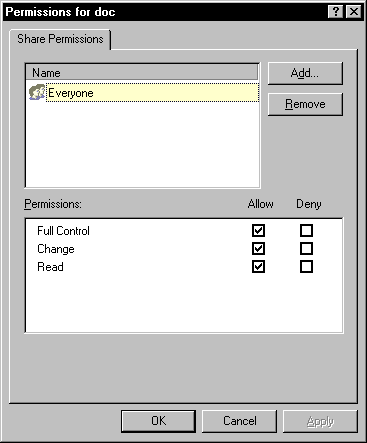 Permissions for doc
Share Permissions
Name
Add...
Everyone
Remove
Permissions: Allow Deny
Full Control
Change
Read
OK Cancel Apply